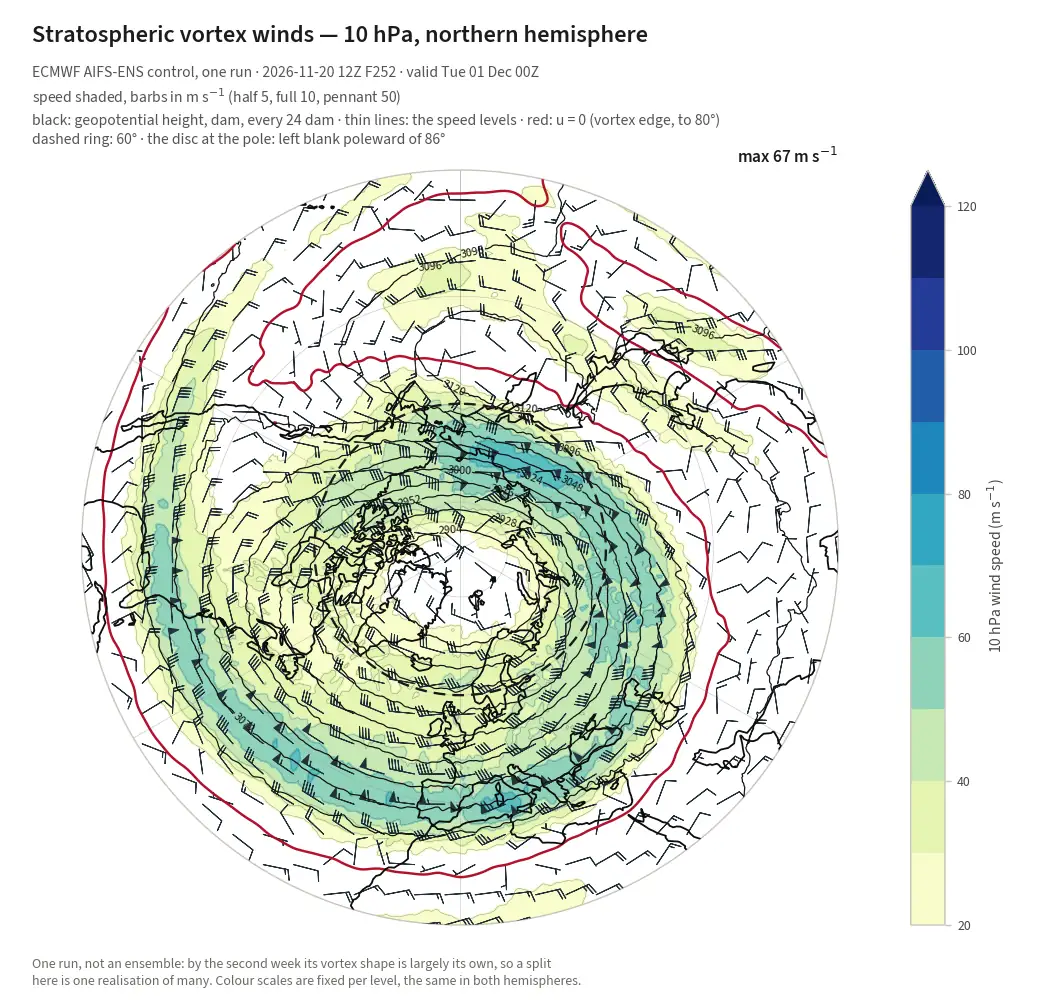 Stratospheric vortex winds — 10 hPa, northern hemisphere
ECMWF AIFS-ENS control, one run · 2026-11-20 12Z F252 · valid Tue 01 Dec 00Z
speed shaded, barbs in m s⁻¹ (half 5, full 10, pennant 50)
black: geopotential height, dam, every 24 dam · thin lines: the speed levels · red: u = 0 (vortex edge, to 80°)
dashed ring: 60° · the disc at the pole: left blank poleward of 86°
max 67 m s⁻¹
120
100
80
60
40
20
10 hPa wind speed (m s⁻¹)
3096
3096
3120
3120
3096
3000
3024
3048
2952
2928
2904
One run, not an ensemble: by the second week its vortex shape is largely its own, so a split
here is one realisation of many. Colour scales are fixed per level, the same in both hemispheres.